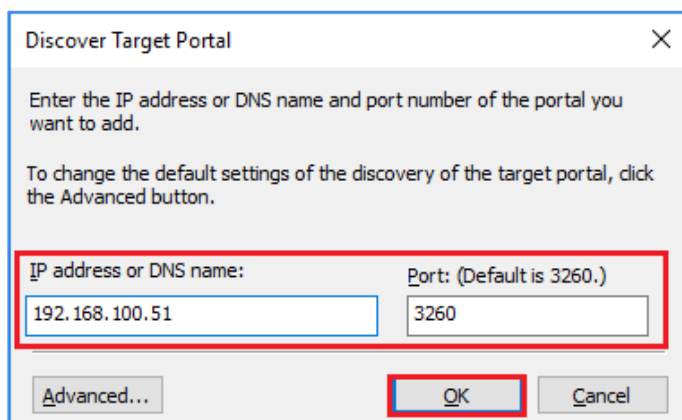 Discover Target Portal
Enter the IP address or DNS name and port number of the portal you
want to add.
To change the default settings of the discovery of the target portal, click
the Advanced button.
IP address or DNS name:
Port: (Default is 3260.)
192.168.100.51
3260
Advanced...
OK
Cancel